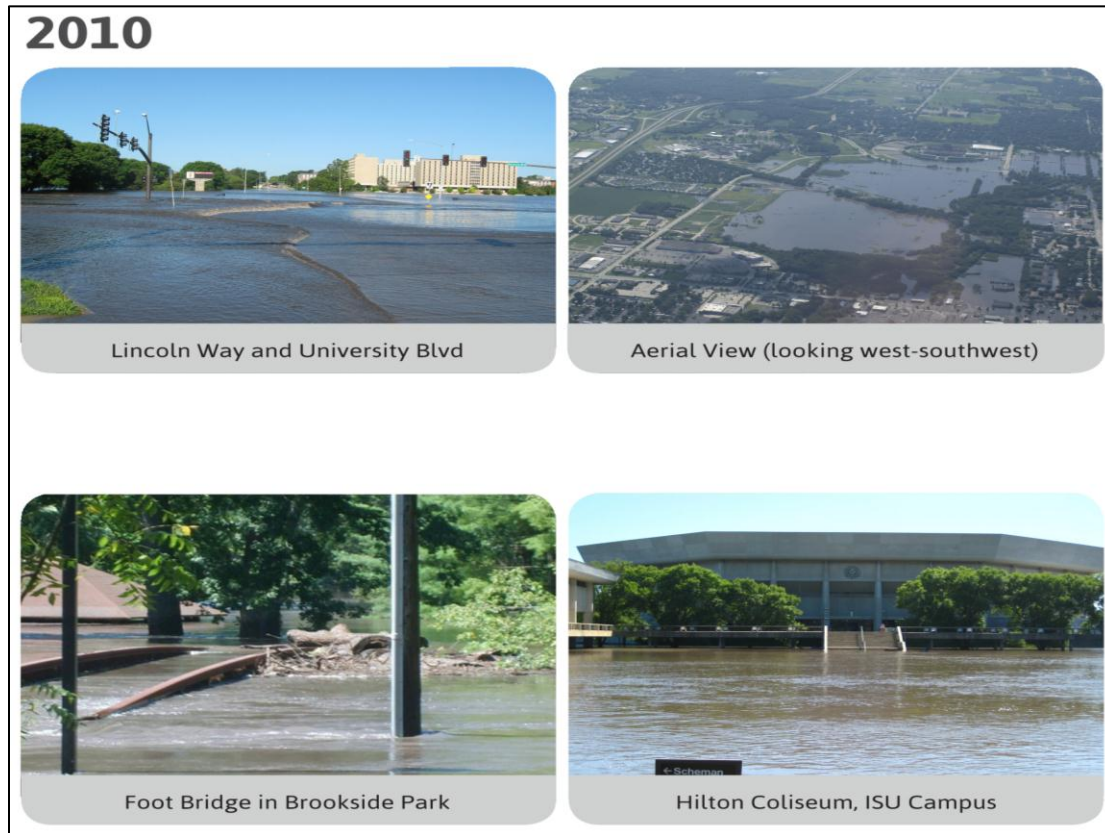 2010
Lincoln Way and University Blvd
Aerial View (looking west-southwest)
Foot Bridge in Brookside Park
Hilton Coliseum, ISU Campus
←Scheman